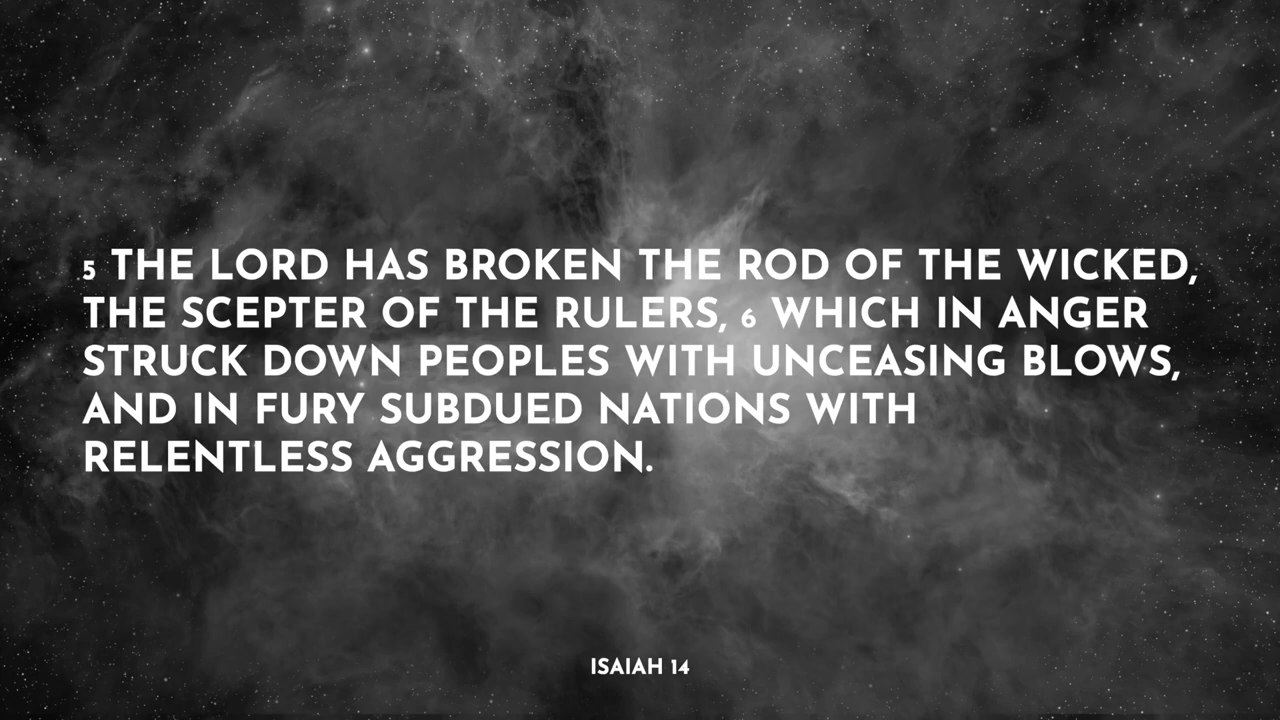 5 THE LORD HAS BROKEN THE ROD OF THE WICKED,
THE SCEPTER OF THE RULERS, 6 WHICH IN ANGER
STRUCK DOWN PEOPLES WITH UNCEASING BLOWS,
AND IN FURY SUBDUED NATIONS WITH
RELENTLESS AGGRESSION.
ISAIAH 14